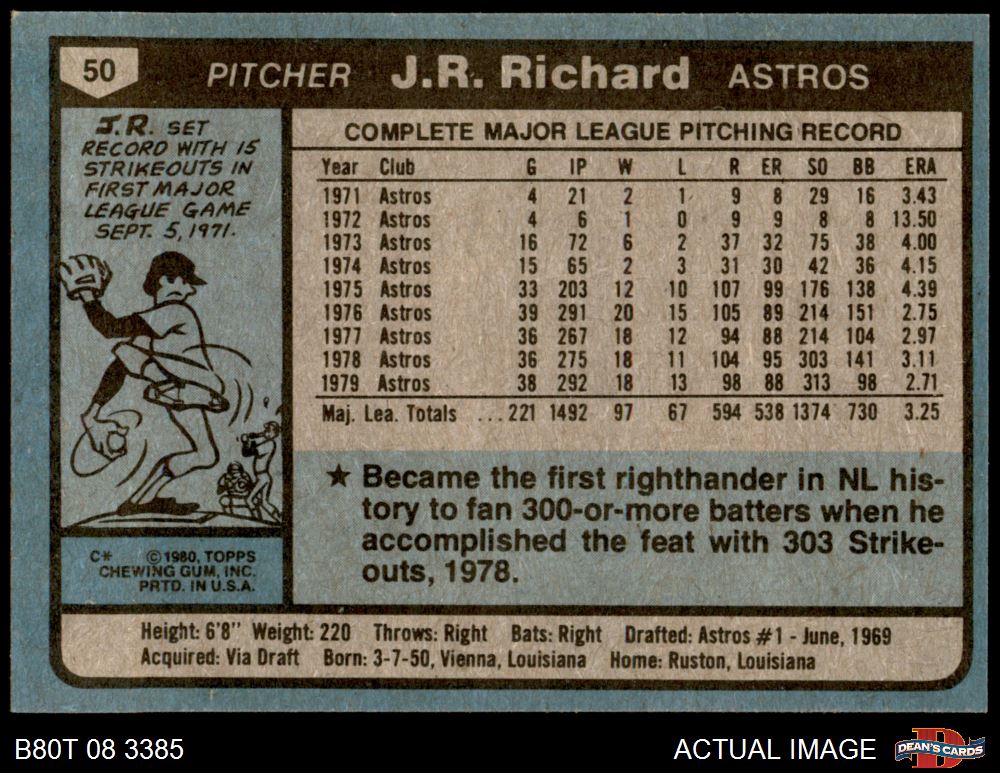 50 PITCHER J.R. Richard ASTROS
J.R. SET
RECORD WITH 15
STRIKEOUTS IN
FIRST MAJOR
LEAGUE GAME
SEPT. 5, 1971.
C* © 1980, TOPPS
CHEWING GUM, INC.
PRTD. IN U.S.A.
COMPLETE MAJOR LEAGUE PITCHING RECORD
Year Club G IP W L R ER SO BB ERA
1971 Astros 4 21 2 1 9 8 29 16 3.43
1972 Astros 4 6 1 0 9 9 8 8 13.50
1973 Astros 16 72 6 2 37 32 75 38 4.00
1974 Astros 15 65 2 3 31 30 42 36 4.15
1975 Astros 33 203 12 10 107 99 176 138 4.39
1976 Astros 39 291 20 15 105 89 214 151 2.75
1977 Astros 36 267 18 12 94 88 214 104 2.97
1978 Astros 36 275 18 11 104 95 303 141 3.11
1979 Astros 38 292 18 13 98 88 313 98 2.71
Maj. Lea. Totals ... 221 1492 97 67 594 538 1374 730 3.25
★ Became the first righthander in NL his-
tory to fan 300-or-more batters when he
accomplished the feat with 303 Strike-
outs, 1978.
Height: 6'8" Weight: 220 Throws: Right Bats: Right Drafted: Astros #1 - June, 1969
Acquired: Via Draft Born: 3-7-50, Vienna, Louisiana Home: Ruston, Louisiana
B80T 08 3385 ACTUAL IMAGE D DEAN'S CARDS